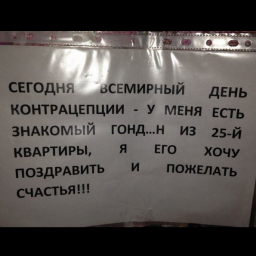 СЕГОДНЯ ВСЕМИРНЫЙ ДЕНЬ
КОНТРАЦЕПЦИИ - У МЕНЯ ЕСТЬ
ЗНАКОМЫЙ ГОНД...Н ИЗ 25-Й
КВАРТИРЫ, Я ЕГО ХОЧУ
ПОЗДРАВИТЬ И ПОЖЕЛАТЬ
СЧАСТЬЯ!!!